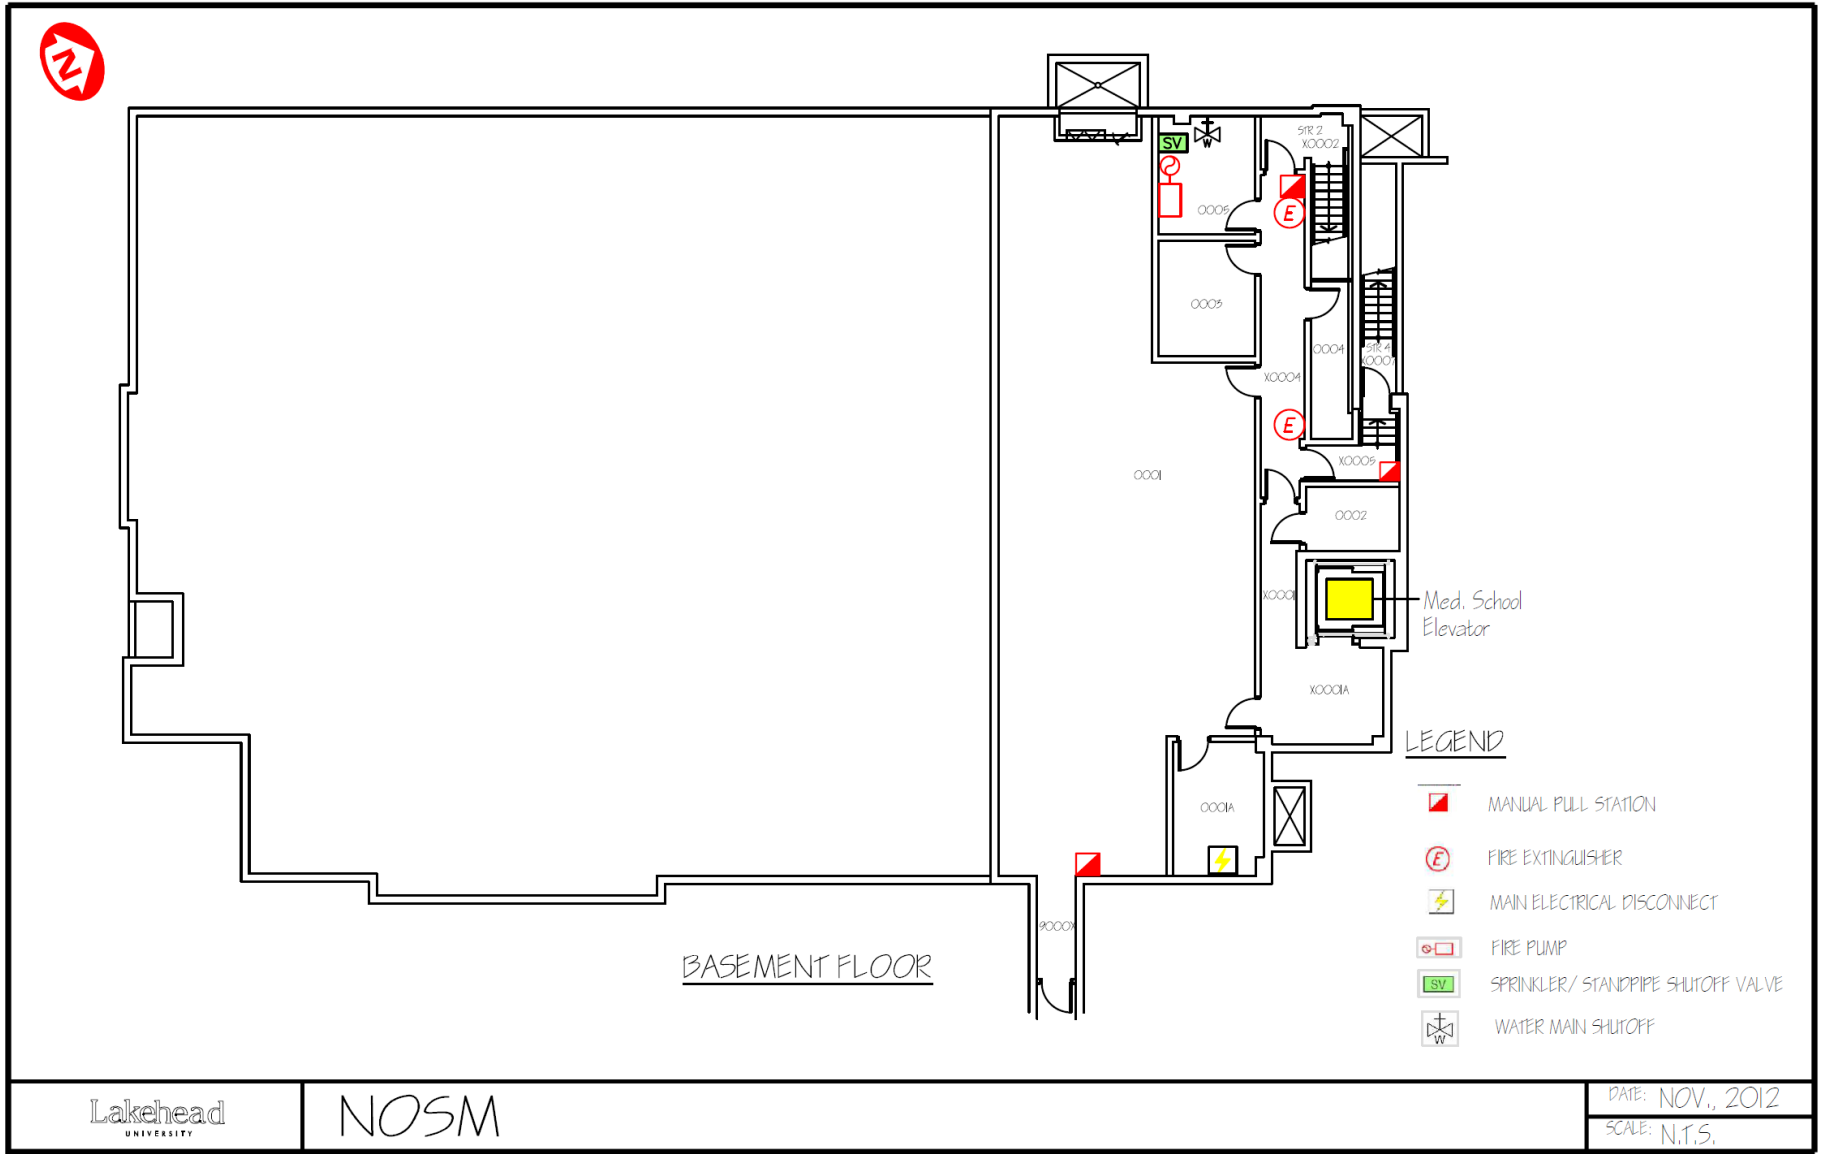 N
STR 2
X0002
SV
W
0005
E
0003
0004
STR 4
X0007
X0004
E
0001
X0005
0002
X0001
Med. School
Elevator
X0001A
LEGEND
0001A
MANUAL PULL STATION
E
FIRE EXTINGUISHER
MAIN ELECTRICAL DISCONNECT
9000X
FIRE PUMP
BASEMENT FLOOR
SV
SPRINKLER/ STANDPIPE SHUTOFF VALVE
W
WATER MAIN SHUTOFF
Lakehead
UNIVERSITY
NOSM
DATE: NOV., 2012
SCALE: N.T.S.